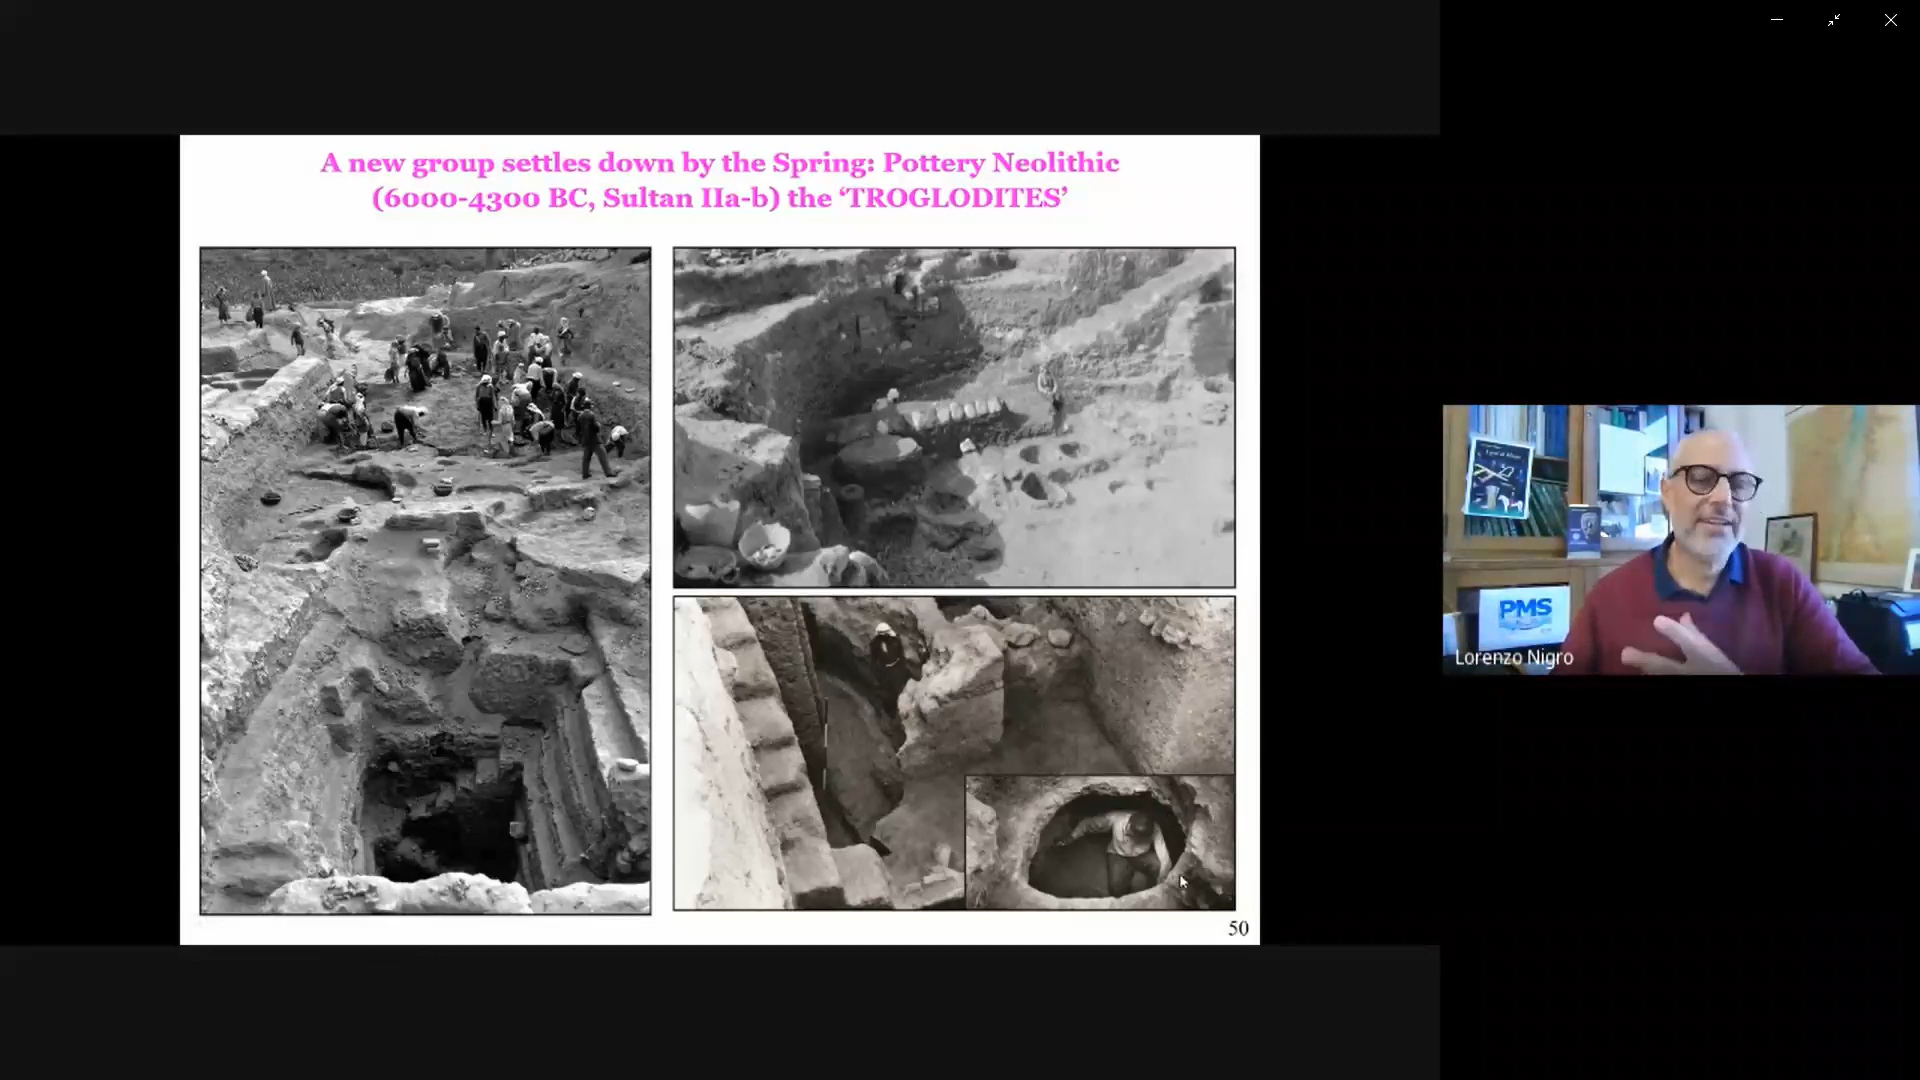 A new group settles down by the Spring: Pottery Neolithic
(6000-4300 BC, Sultan IIa-b) the ‘TROGLODITES’
50
PMS
Lorenzo Nigro